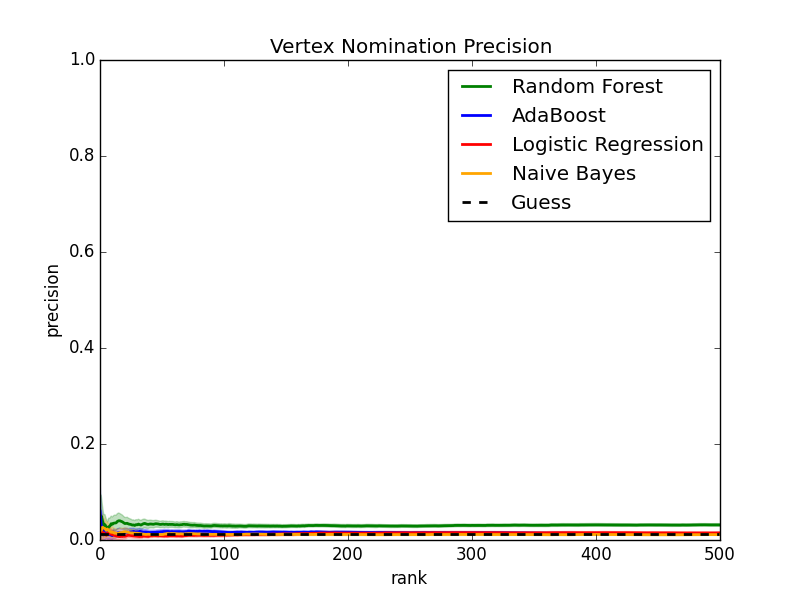 Vertex Nomination Precision
1.0
0.8
0.6
0.4
0.2
0.0
precision
Random Forest
AdaBoost
Logistic Regression
Naive Bayes
Guess
0 100 200 300 400 500
rank